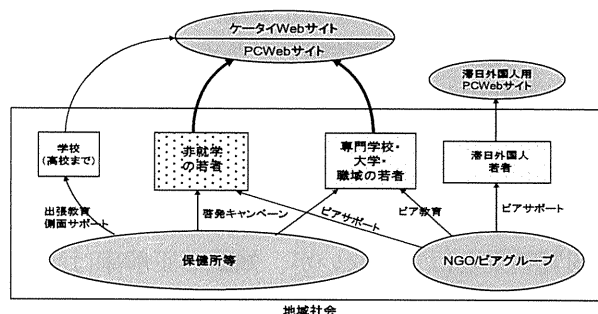 ケータイWebサイト
PCWebサイト
滞日外国人用
PCWebサイト
学校
(高校まで)
非就学
の若者
専門学校・
大学・
職域の若者
滞日外国人
若者
出張教育
側面サポート
啓発キャンペーン
ピアサポート
ピア教育
ピアサポート
保健所等
NGO/ピアグループ
地域社会